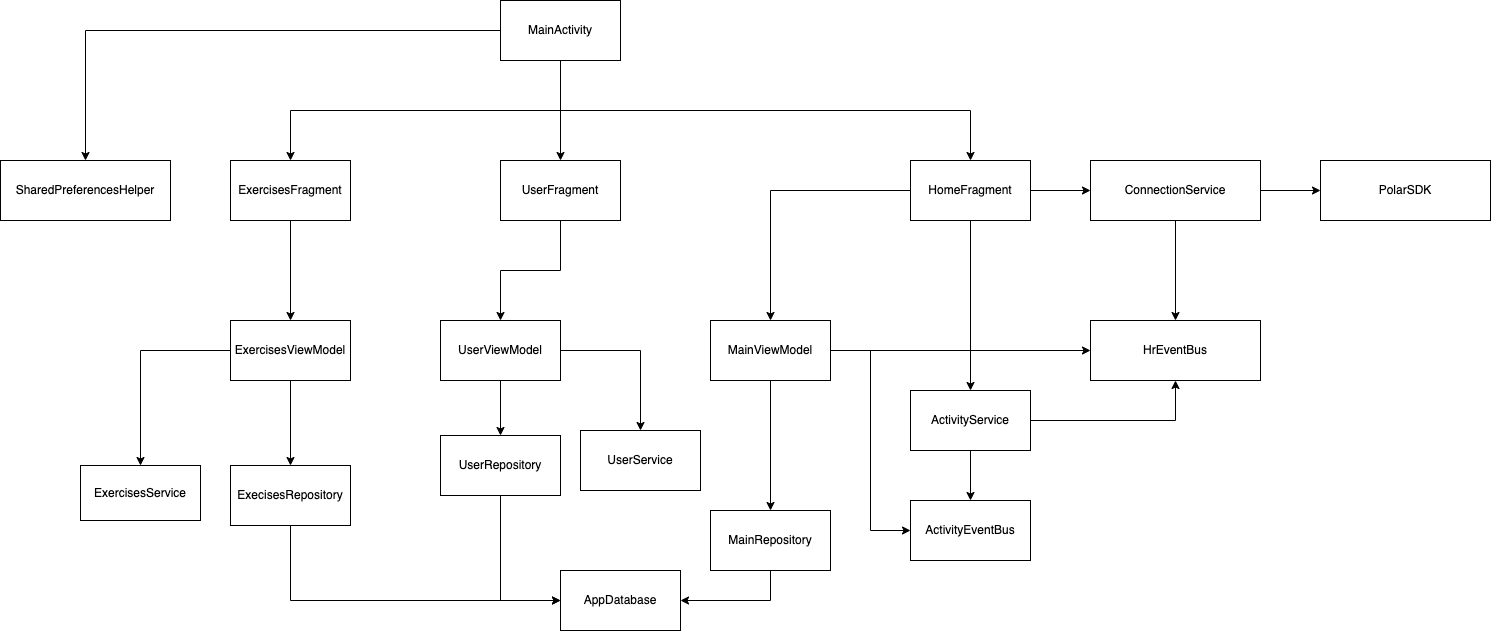 MainActivity
SharedPreferencesHelper
ExercisesFragment
UserFragment
HomeFragment
ConnectionService
PolarSDK
ExercisesViewModel
UserViewModel
MainViewModel
HrEventBus
ActivityService
ExercisesService
ExecisesRepository
UserRepository
UserService
MainRepository
ActivityEventBus
AppDatabase